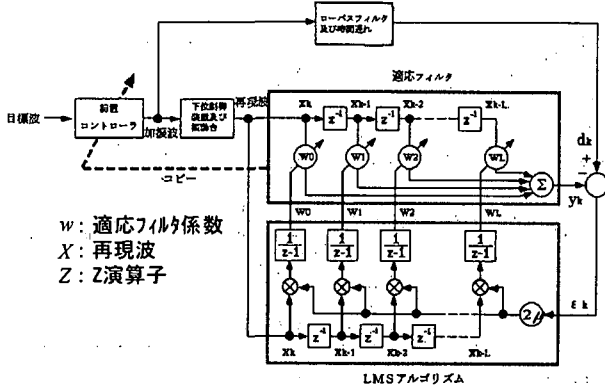 ローパスフィルタ
及び時間遅れ
適応フィルタ
目標波
前置
コントローラ
加振波
下位制御
装置及び
振動台
再現波
Xk
Xk-1
Xk-2
Xk-L
z⁻¹
z⁻¹
z⁻¹
W0
W1
W2
WL
Σ
dk
+
-
yk
コピー
W0
W1
W2
WL
w：適応フィルタ係数
X：再現波
Z：Z演算子
1/z-1
1/z-1
1/z-1
1/z-1
2μ
εk
z⁻¹
z⁻¹
z⁻¹
Xk
Xk-1
Xk-2
Xk-L
LMSアルゴリズム